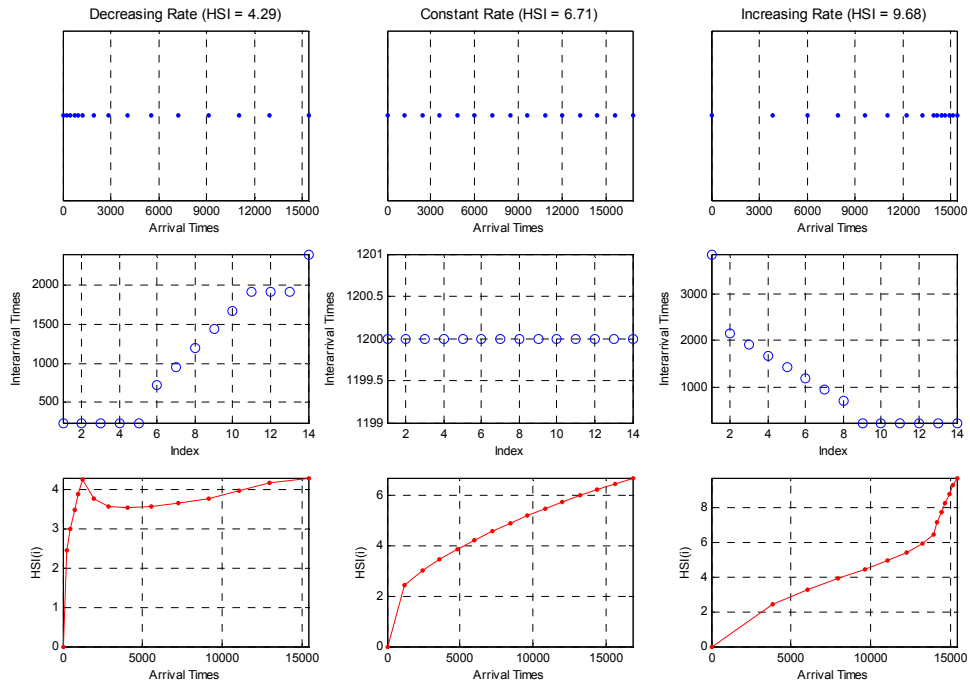 Decreasing Rate (HSI = 4.29)
Constant Rate (HSI = 6.71)
Increasing Rate (HSI = 9.68)
0 3000 6000 9000 12000 15000
Arrival Times
0 3000 6000 9000 12000 15000
Arrival Times
0 3000 6000 9000 12000 15000
Arrival Times
Interarrival Times
2000
1500
1000
500
2 4 6 8 10 12 14
Index
Interarrival Times
1201
1200.5
1200
1199.5
1199
2 4 6 8 10 12 14
Index
Interarrival Times
3000
2000
1000
2 4 6 8 10 12 14
Index
HSI(i)
4
3
2
1
0
0 5000 10000 15000
Arrival Times
HSI(i)
6
4
2
0
0 5000 10000 15000
Arrival Times
HSI(i)
8
6
4
2
0
0 5000 10000 15000
Arrival Times